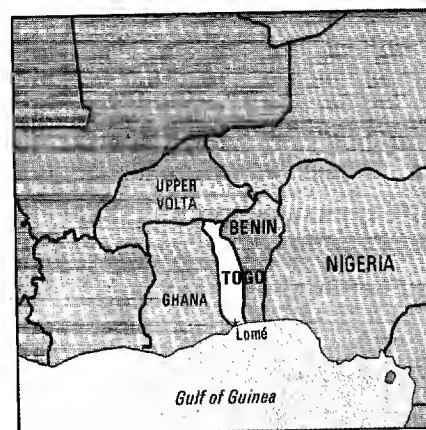 UPPER
VOLTA
BENIN
TOGO
NIGERIA
GHANA
Lomé
Gulf of Guinea